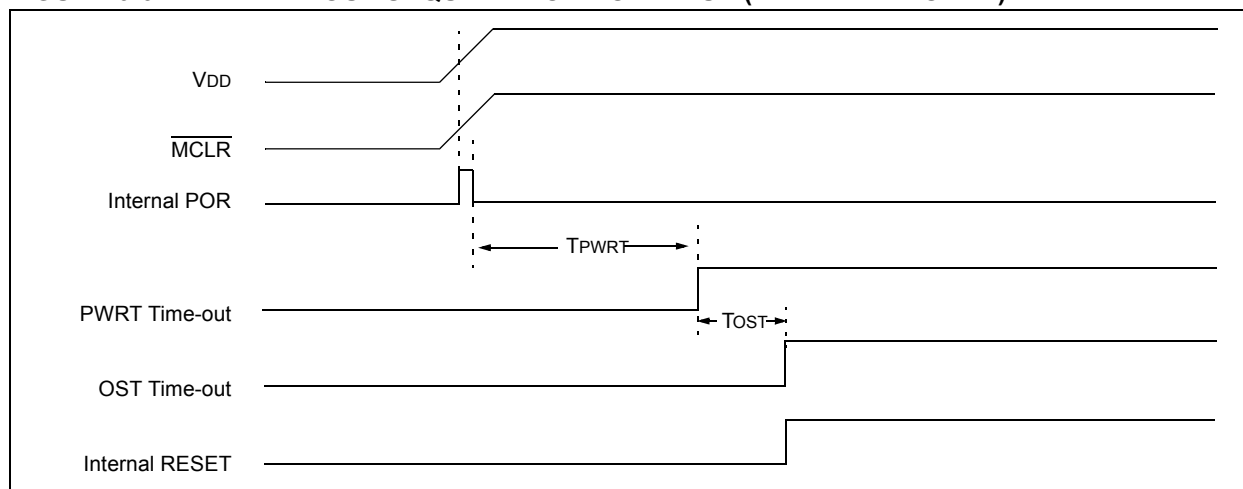 VDD
MCLR
Internal POR
TPWRT
PWRT Time-out
TOST
OST Time-out
Internal RESET